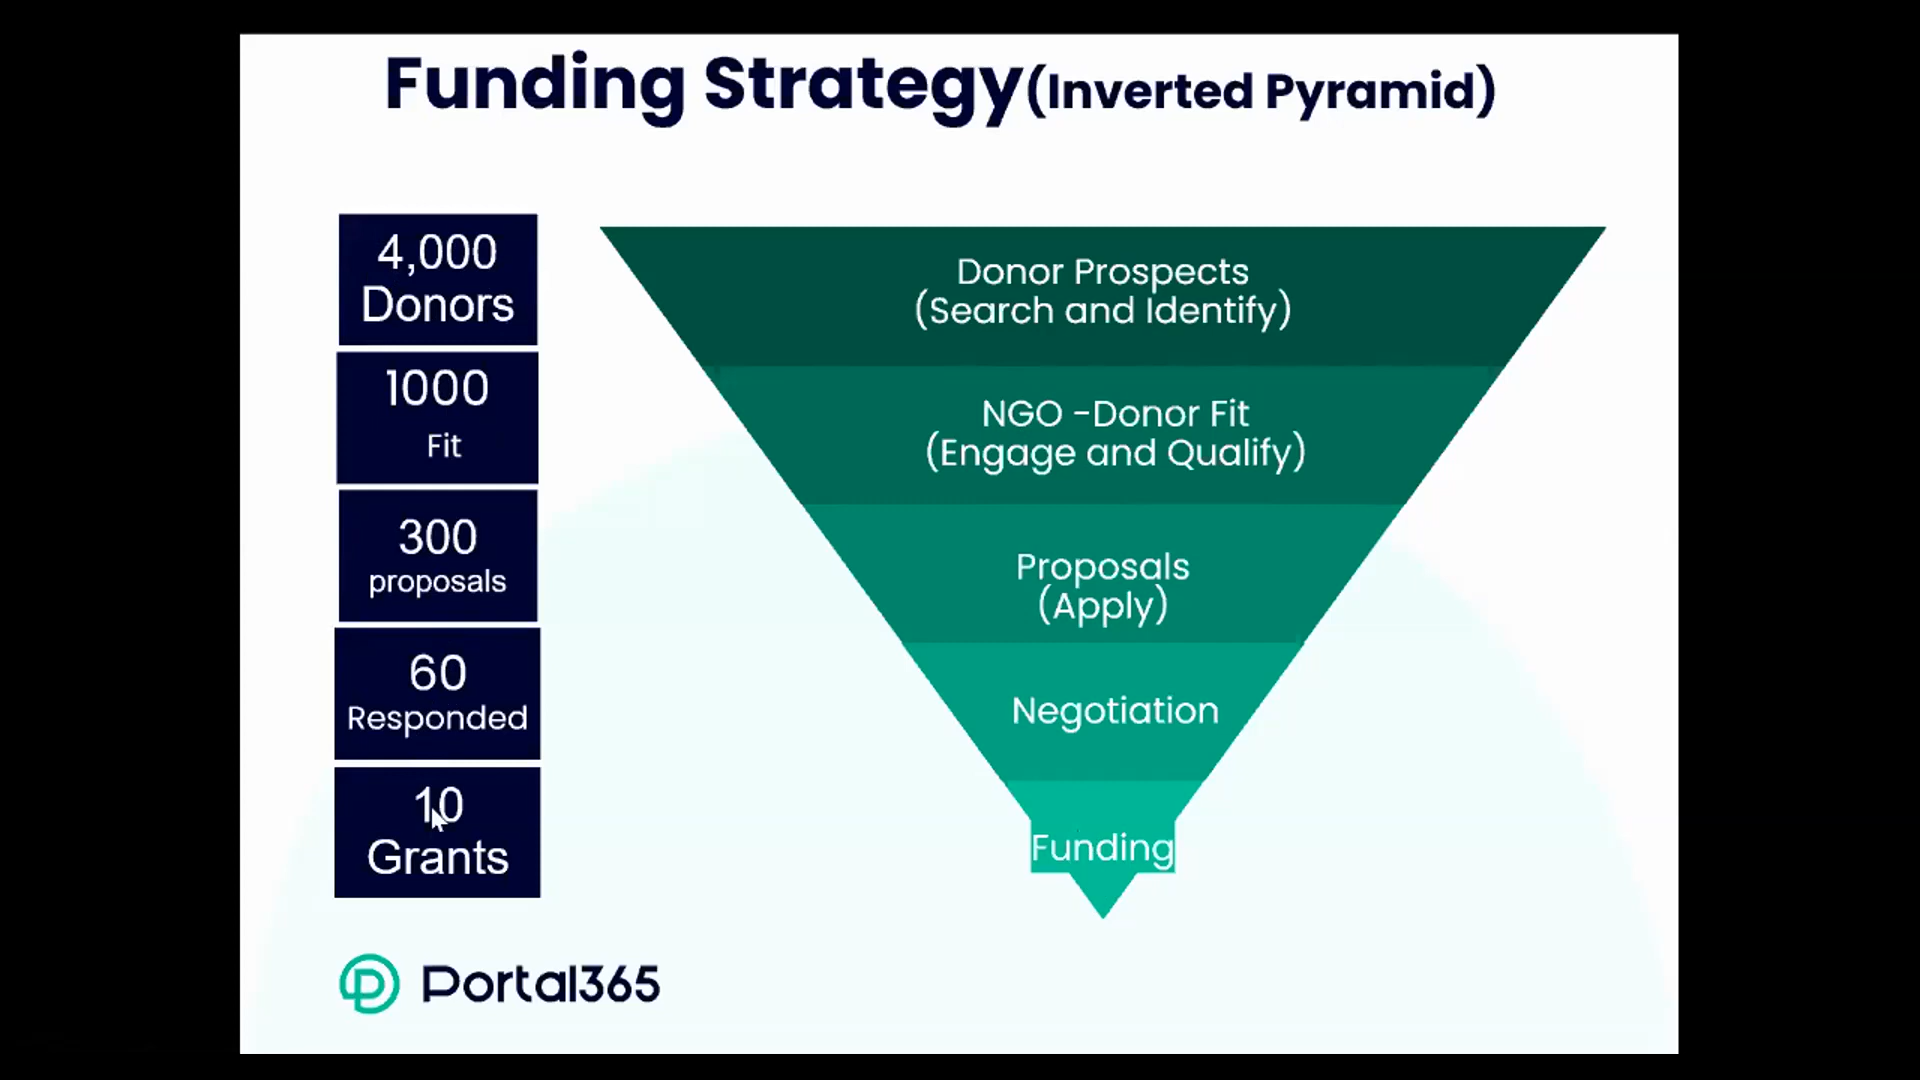 Funding Strategy(Inverted Pyramid)
4,000
Donors
Donor Prospects
(Search and Identify)
1000
Fit
NGO -Donor Fit
(Engage and Qualify)
300
proposals
Proposals
(Apply)
60
Responded
Negotiation
10
Grants
Funding
Portal365